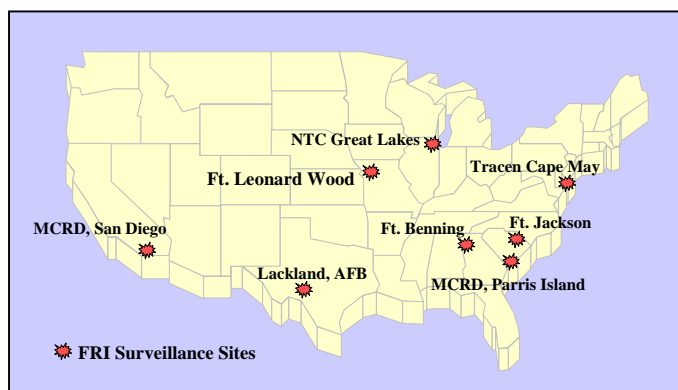 NTC Great Lakes
Tracen Cape May
Ft. Leonard Wood
MCRD, San Diego
Ft. Benning
Ft. Jackson
Lackland, AFB
MCRD, Parris Island
FRI Surveillance Sites